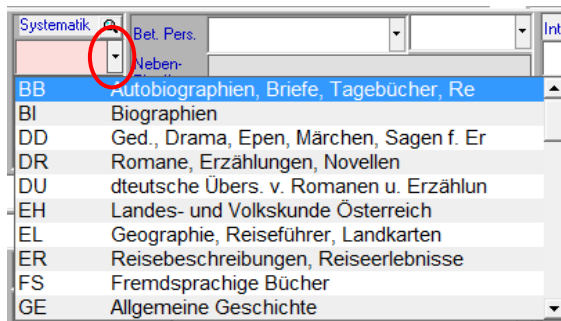 Systematik
Bet. Pers.
Int
Neben-
BB Autobiographien, Briefe, Tagebücher, Re
BI Biographien
DD Ged., Drama, Epen, Märchen, Sagen f. Er
DR Romane, Erzählungen, Novellen
DU dteutsche Übers. v. Romanen u. Erzählun
EH Landes- und Volkskunde Österreich
EL Geographie, Reiseführer, Landkarten
ER Reisebeschreibungen, Reiseerlebnisse
FS Fremdsprachige Bücher
GE Allgemeine Geschichte